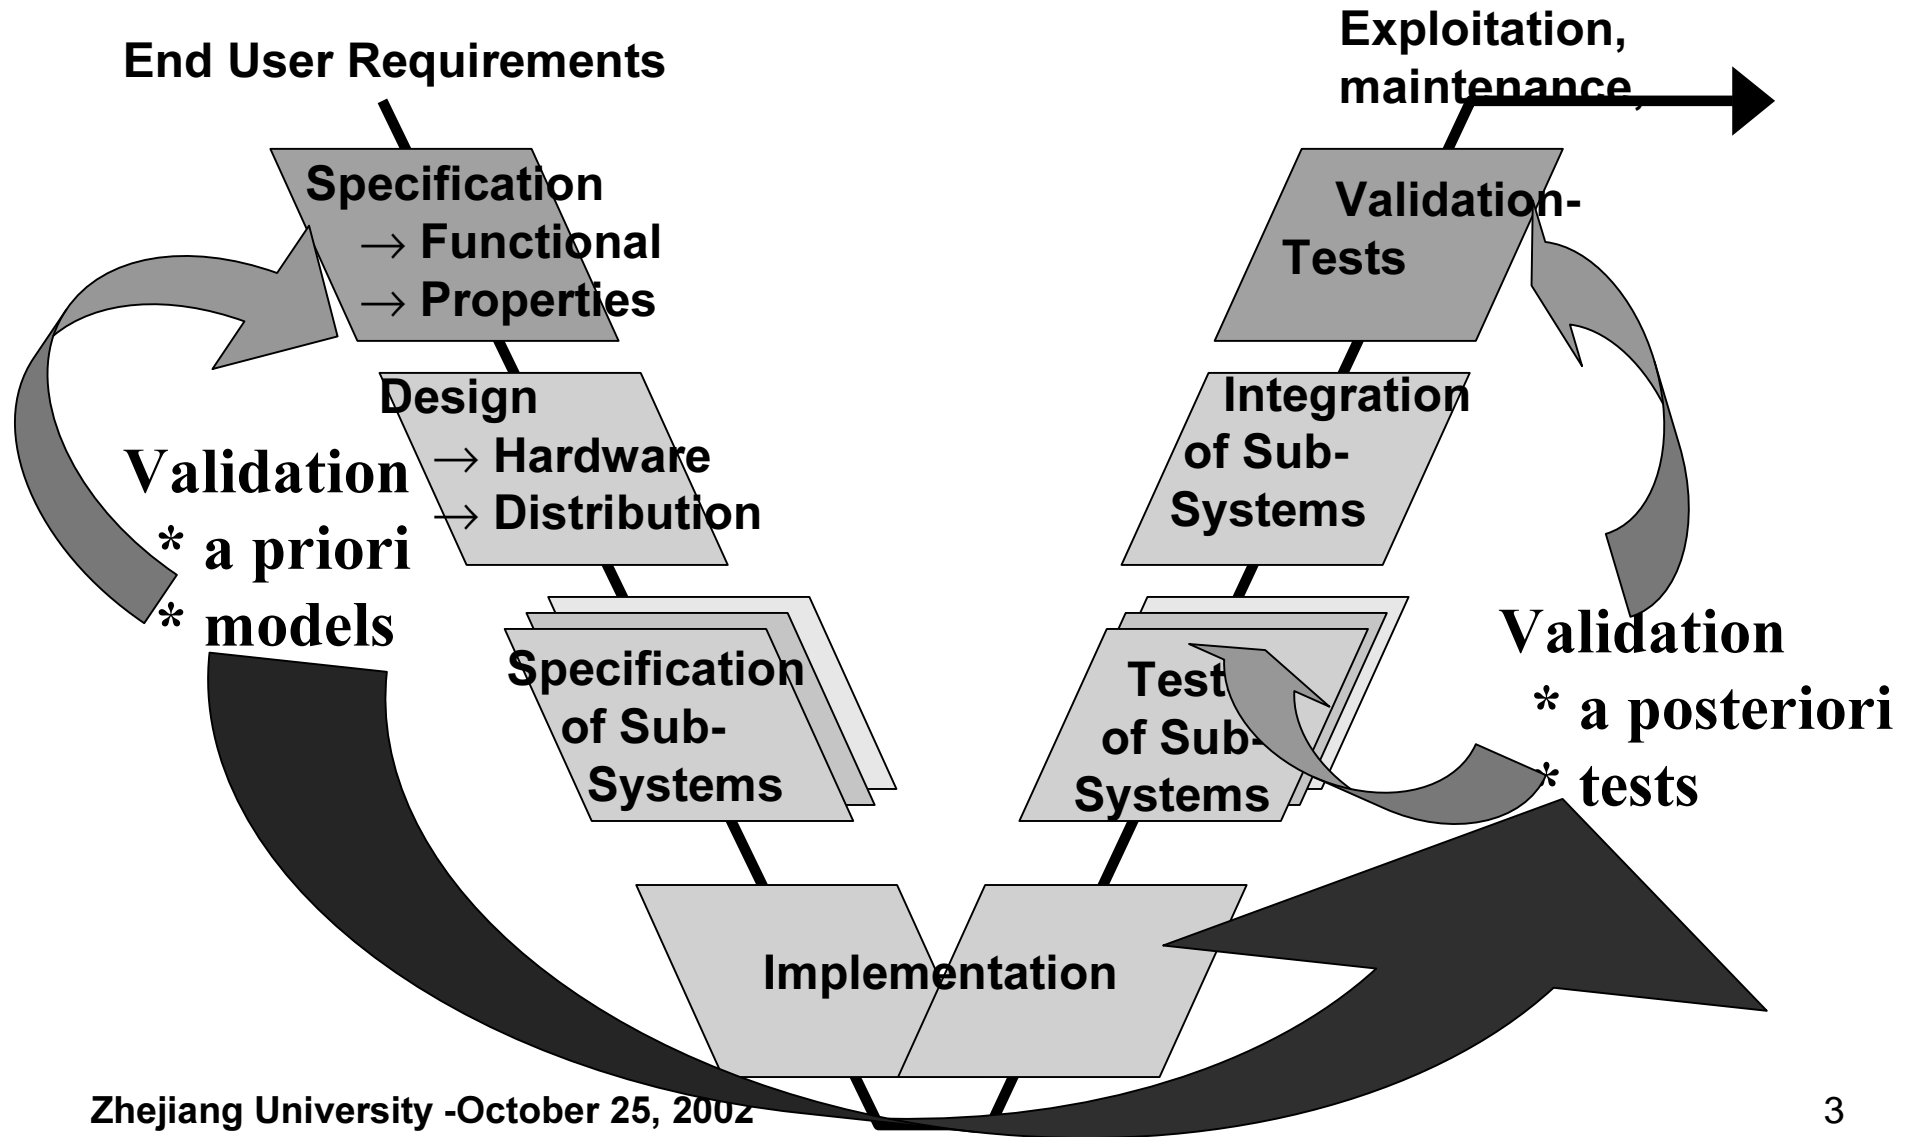 End User Requirements
Exploitation,
maintenance,
Specification
→ Functional
→ Properties
Validation-
Tests
Design
→ Hardware
→ Distribution
Integration
of Sub-
Systems
Validation
* a priori
* models
Specification
of Sub-
Systems
Test
of Sub-
Systems
Validation
* a posteriori
* tests
Implementation
Zhejiang University -October 25, 2002
3